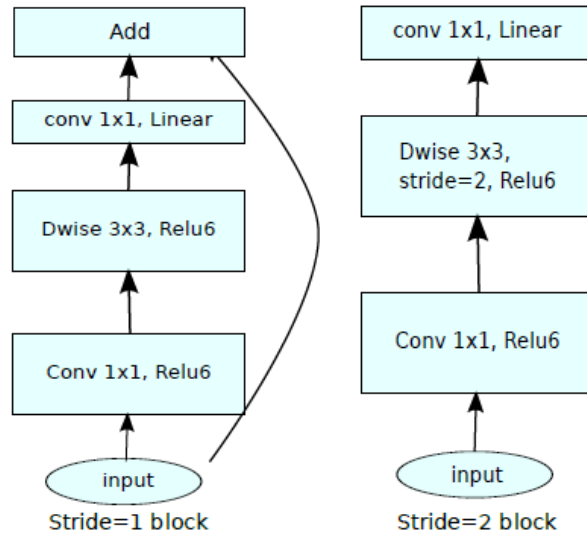 Add
conv 1x1, Linear
Dwise 3x3, Relu6
Conv 1x1, Relu6
input
Stride=1 block
conv 1x1, Linear
Dwise 3x3,
stride=2, Relu6
Conv 1x1, Relu6
input
Stride=2 block